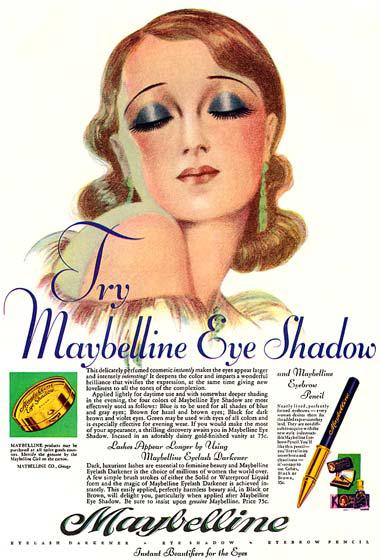 Try
Maybelline Eye Shadow
This delicately perfumed cosmetic instantly makes the eyes appear larger
and intensely interesting! It deepens the color and imparts a wonderful
brilliance that vivifies the expression, at the same time giving new
loveliness to all the tones of the complexion.
Applied lightly for daytime use and with somewhat deeper shading
in the evening, the four colors of Maybelline Eye Shadow are most
effectively used as follows: Blue is to be used for all shades of blue
and gray eyes; Brown for hazel and brown eyes; Black for dark
brown and violet eyes. Green may be used with eyes of all colors and
is especially effective for evening wear. If you would make the most
of your appearance, a thrilling discovery awaits you in Maybelline Eye
Shadow, focused in an adorably dainty gold-finished vanity at 75c.
Lashes Appear Longer by Using
Maybelline Eyelash Darkener
Dark, luxuriant lashes are essential to feminine beauty and Maybelline
Eyelash Darkener is the choice of millions of women the world over.
A few simple brush strokes of either the Solid or Waterproof Liquid
form and the magic of Maybelline Eyelash Darkener is achieved in-
stantly. This easily applied, perfectly harmless beauty aid, in Black or
Brown, will delight you, particularly when applied after Maybelline
Eye Shadow. Be sure to insist upon genuine Maybelline, Price 75c.
MAYBELLINE products may be
purchased at all toilet goods coun-
ters. Identify the genuine by the
Maybelline Girl on the carton.
MAYBELLINE CO., Chicago
and Maybelline
Eyebrow
Pencil
Maybelline
Maybelline
EYELASH DARKENER EYE SHADOW EYEBROW PENCIL
Instant Beautifiers for the Eyes